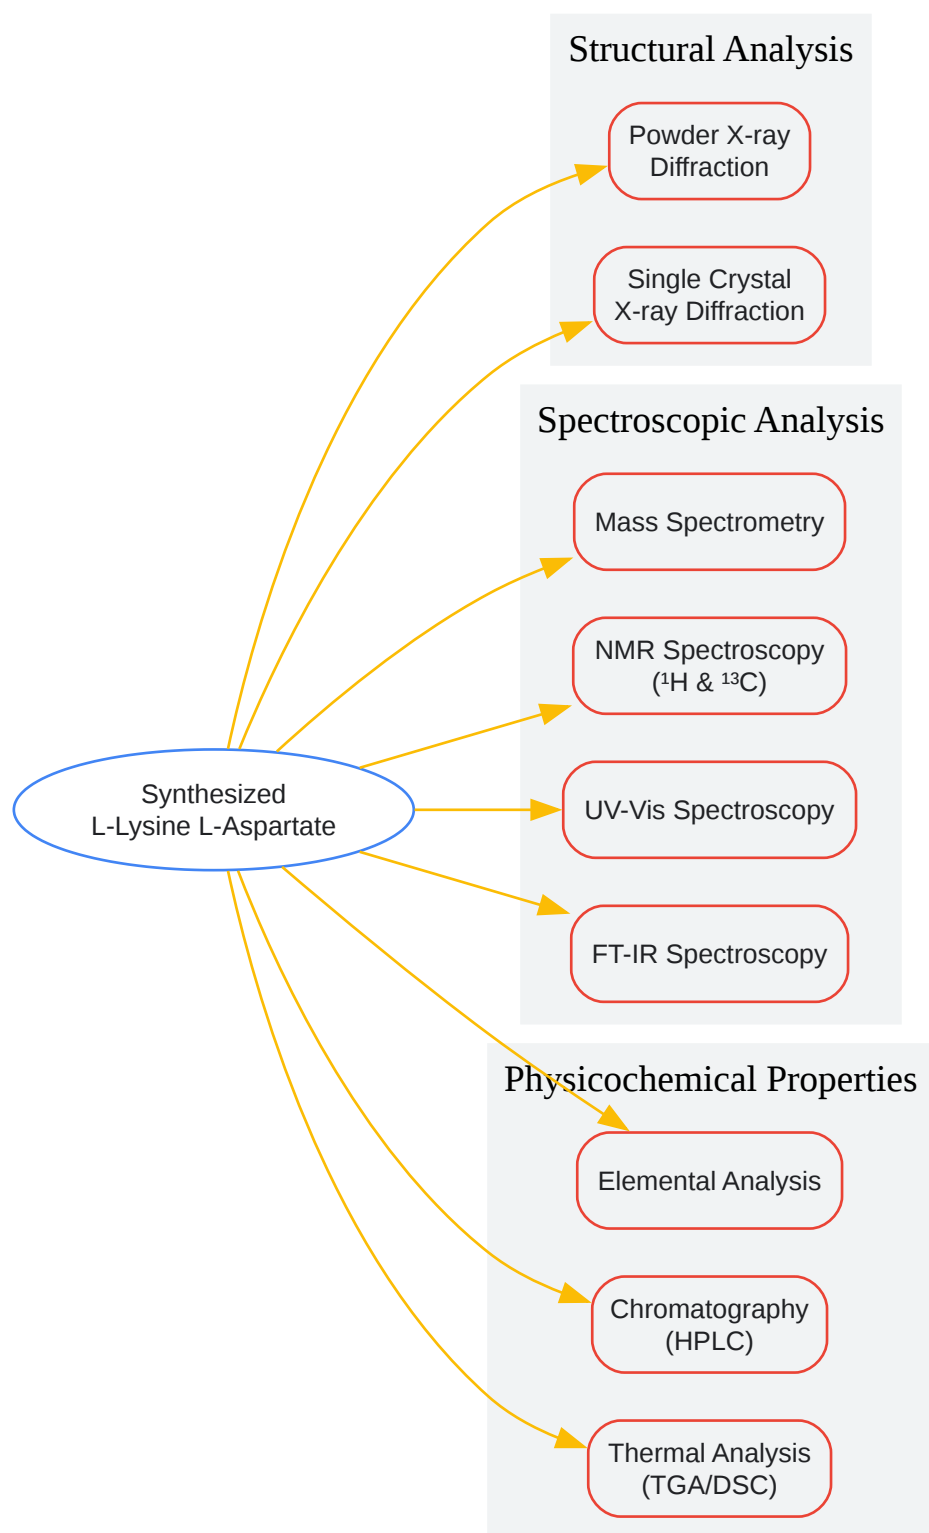 Structural Analysis
Powder X-ray
Diffraction
Single Crystal
X-ray Diffraction
Spectroscopic Analysis
Mass Spectrometry
NMR Spectroscopy
(¹H & ¹³C)
UV-Vis Spectroscopy
FT-IR Spectroscopy
Synthesized
L-Lysine L-Aspartate
Physicochemical Properties
Elemental Analysis
Chromatography
(HPLC)
Thermal Analysis
(TGA/DSC)